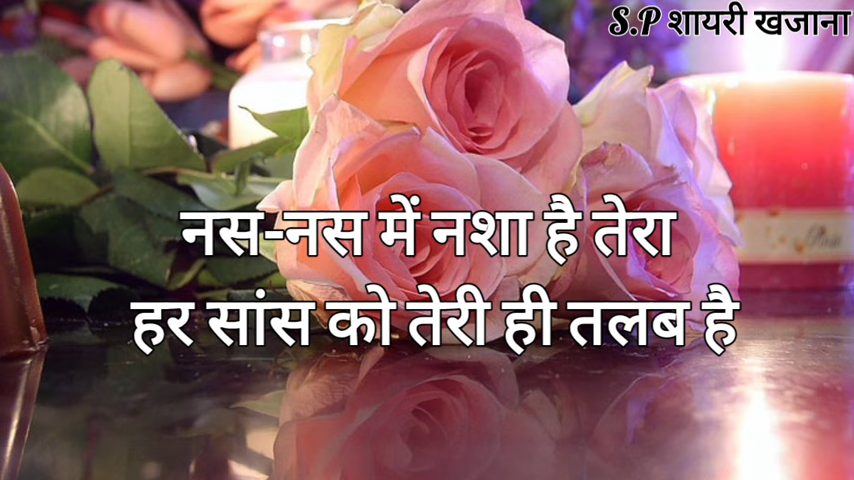 S.P शायरी खजाना
नस-नस में नशा है तेरा
हर सांस को तेरी ही तलब है